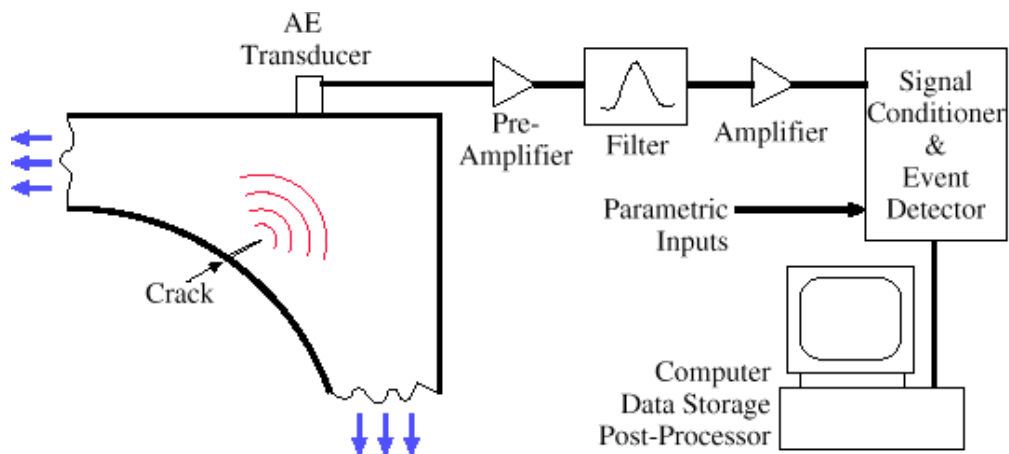 AE
Transducer
Pre-
Amplifier
Filter
Amplifier
Signal
Conditioner
&
Event
Detector
Parametric
Inputs
Crack
Computer
Data Storage
Post-Processor